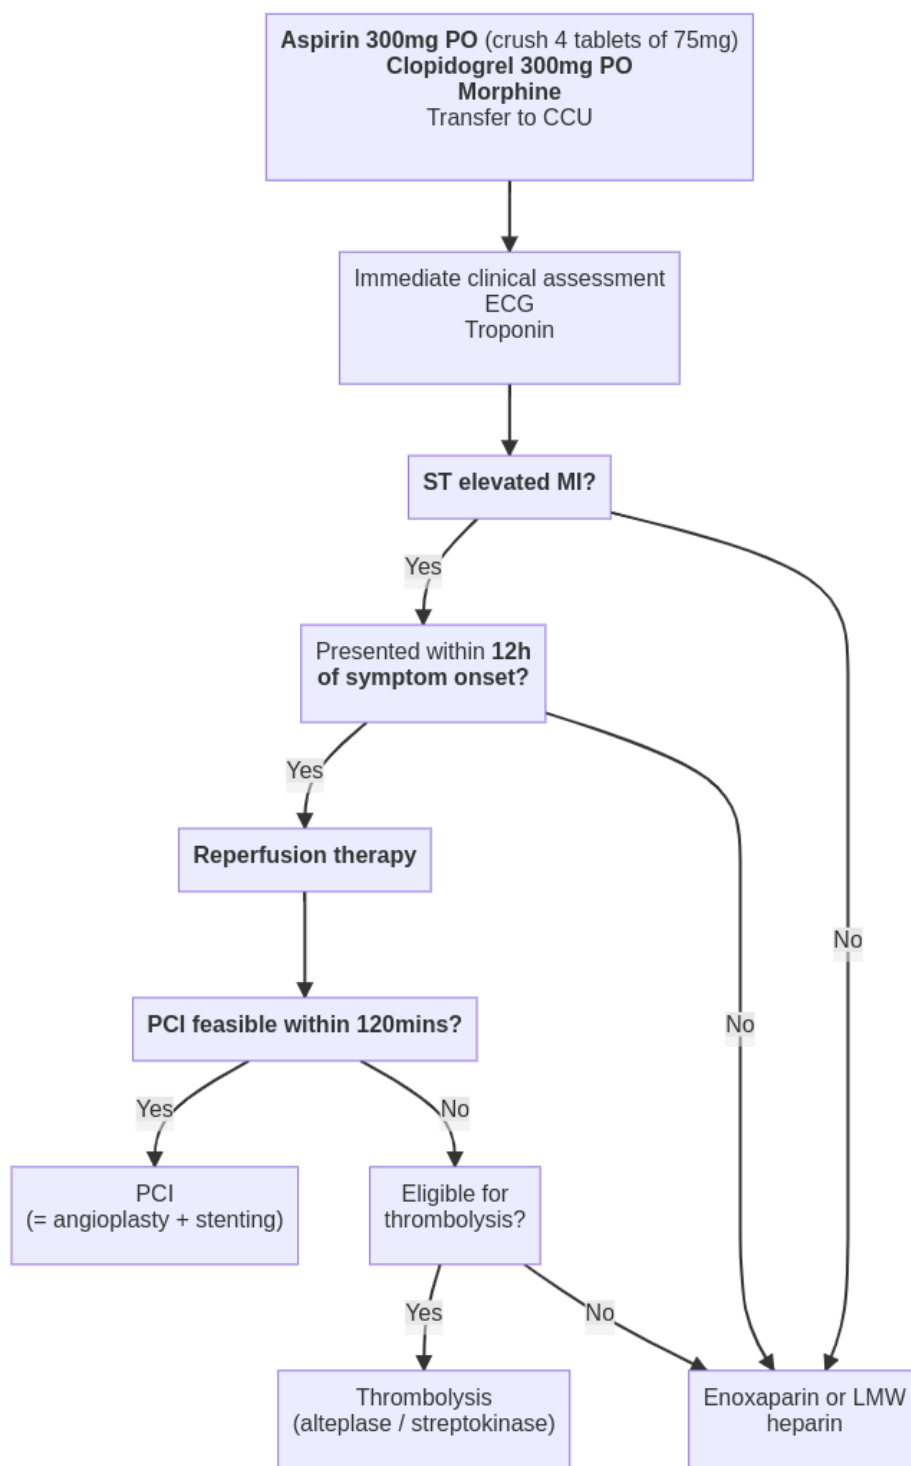 Aspirin 300mg PO (crush 4 tablets of 75mg)
Clopidogrel 300mg PO
Morphine
Transfer to CCU
Immediate clinical assessment
ECG
Troponin
ST elevated MI?
Yes
Presented within 12h
of symptom onset?
Yes
Reperfusion therapy
No
PCI feasible within 120mins?
No
Yes
No
PCI
(= angioplasty + stenting)
Eligible for
thrombolysis?
Yes
No
Thrombolysis
(alteplase / streptokinase)
Enoxaparin or LMW
heparin